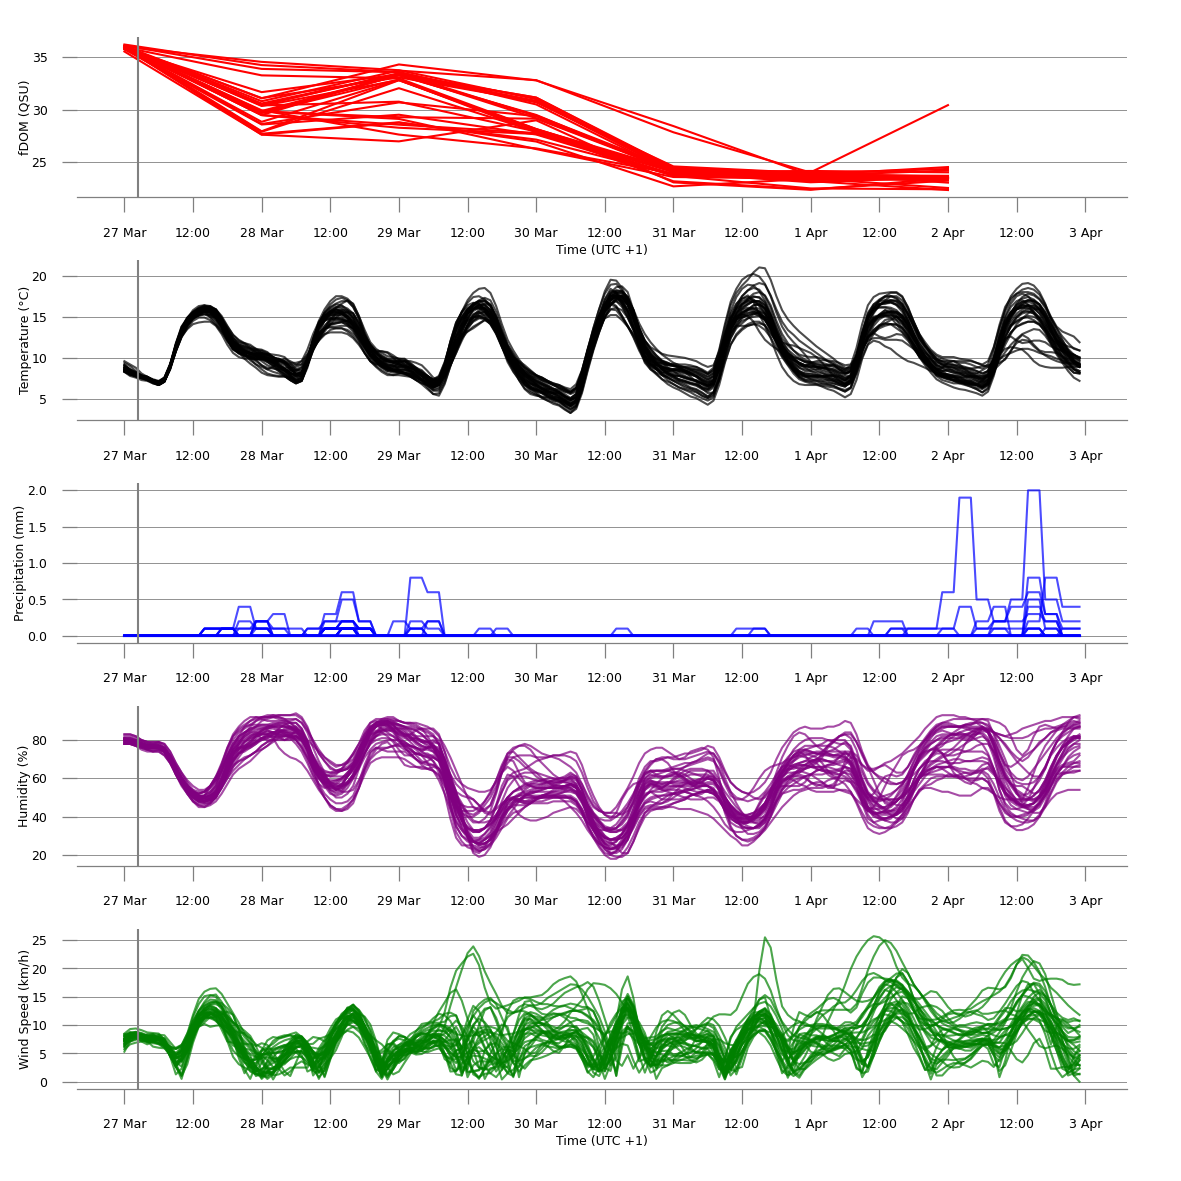 35
30
25
fDOM (QSU)
27 Mar 12:00 28 Mar 12:00 29 Mar 12:00 30 Mar 12:00 31 Mar 12:00 1 Apr 12:00 2 Apr 12:00 3 Apr
Time (UTC +1)
20
15
10
5
Temperature (°C)
27 Mar 12:00 28 Mar 12:00 29 Mar 12:00 30 Mar 12:00 31 Mar 12:00 1 Apr 12:00 2 Apr 12:00 3 Apr
2.0
1.5
1.0
0.5
0.0
Precipitation (mm)
27 Mar 12:00 28 Mar 12:00 29 Mar 12:00 30 Mar 12:00 31 Mar 12:00 1 Apr 12:00 2 Apr 12:00 3 Apr
80
60
40
20
Humidity (%)
27 Mar 12:00 28 Mar 12:00 29 Mar 12:00 30 Mar 12:00 31 Mar 12:00 1 Apr 12:00 2 Apr 12:00 3 Apr
25
20
15
10
5
0
Wind Speed (km/h)
27 Mar 12:00 28 Mar 12:00 29 Mar 12:00 30 Mar 12:00 31 Mar 12:00 1 Apr 12:00 2 Apr 12:00 3 Apr
Time (UTC +1)